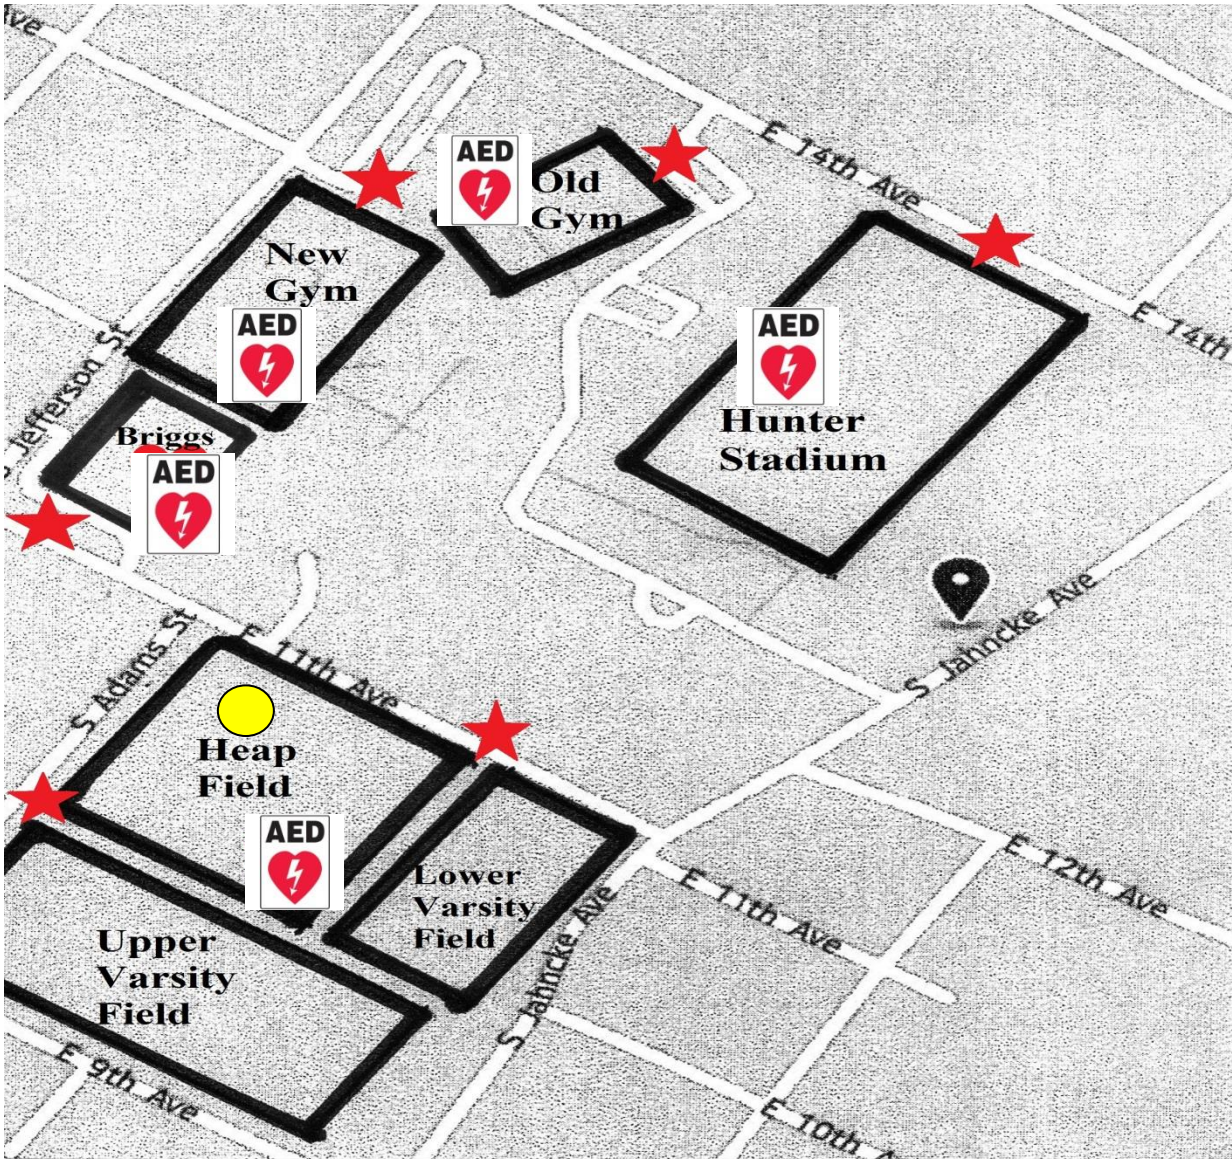 ve
E 14th Ave
AED
Old
Gym
New
Gym
E 14th
AED
AED
S Jefferson St
Hunter
Stadium
Briggs
AED
S Jahncke Ave
S Adams St
E 11th Ave
Heap
Field
AED
E 12th Ave
Lower
Varsity
Field
E 11th Ave
Upper
Varsity
Field
S Jahncke Ave
E 9th Ave
E 10th A